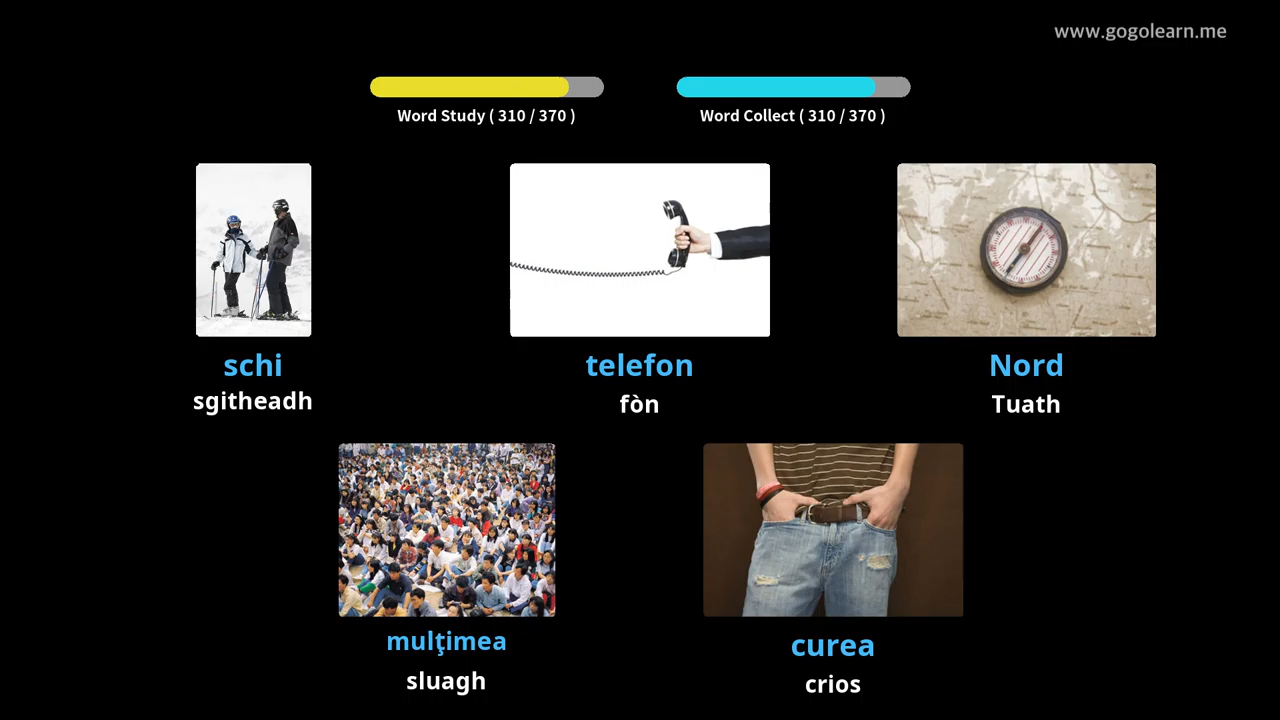 www.gogolearn.me
Word Study ( 310 / 370 )
Word Collect ( 310 / 370 )
schi
sgitheadh
telefon
fòn
Nord
Tuath
mulţimea
sluagh
curea
crios